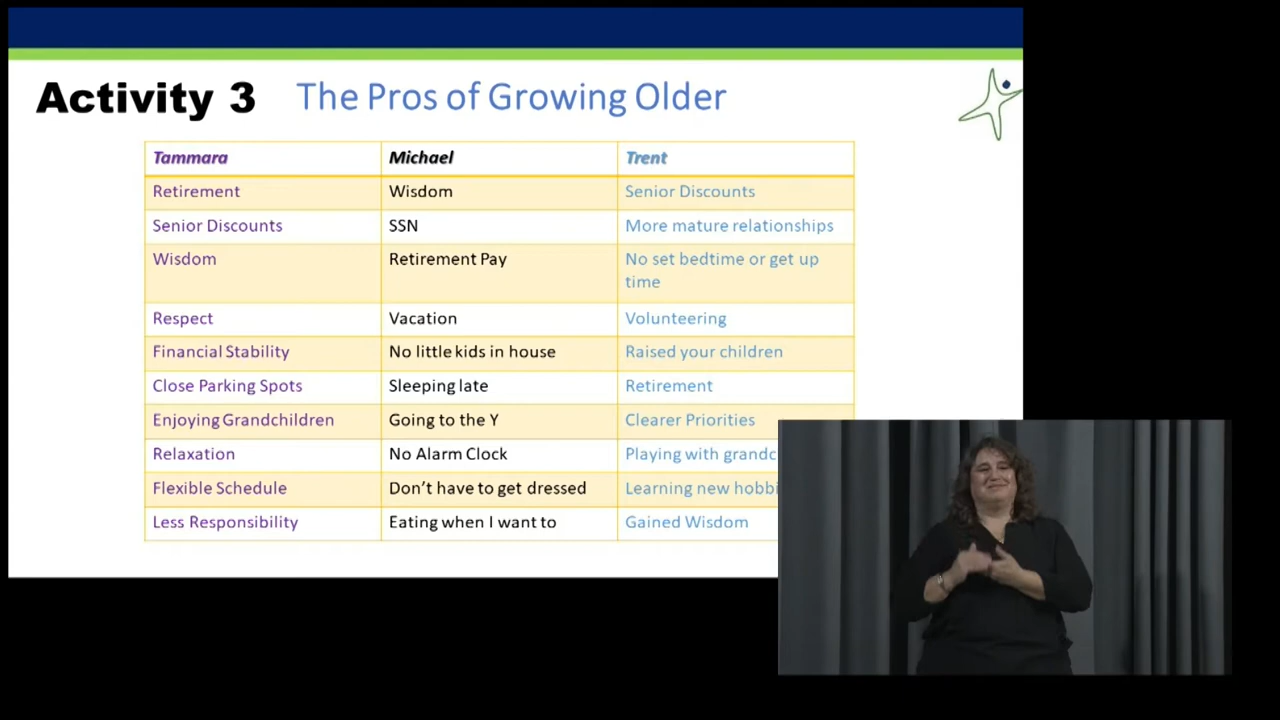 Activity 3 The Pros of Growing Older
Tammara Michael Trent
Retirement Wisdom Senior Discounts
Senior Discounts SSN More mature relationships
Wisdom Retirement Pay No set bedtime or get up
time
Respect Vacation Volunteering
Financial Stability No little kids in house Raised your children
Close Parking Spots Sleeping late Retirement
Enjoying Grandchildren Going to the Y Clearer Priorities
Relaxation No Alarm Clock Playing with
Flexible Schedule Don't have to get dressed Learning new
Less Responsibility Eating when I want to Gained Wisdom